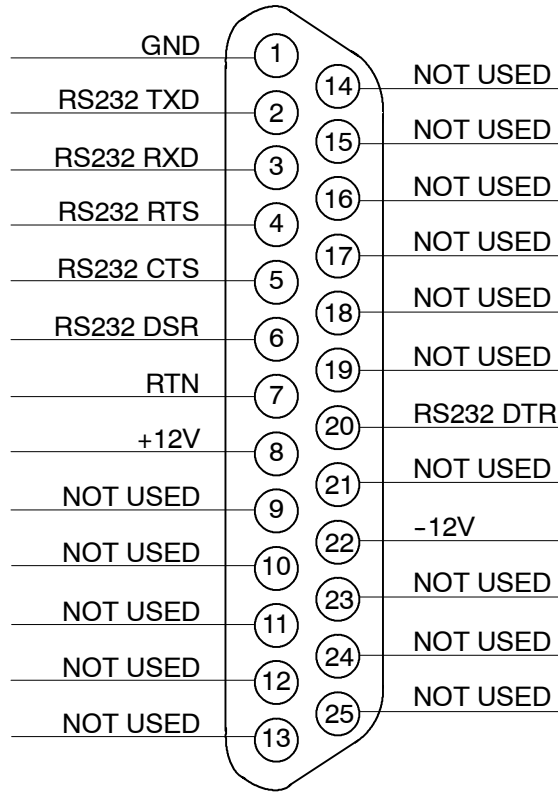 GND 1
RS232 TXD 2
RS232 RXD 3
RS232 RTS 4
RS232 CTS 5
RS232 DSR 6
RTN 7
+12V 8
NOT USED 9
NOT USED 10
NOT USED 11
NOT USED 12
NOT USED 13
14 NOT USED
15 NOT USED
16 NOT USED
17 NOT USED
18 NOT USED
19 NOT USED
20 RS232 DTR
21 NOT USED
22 -12V
23 NOT USED
24 NOT USED
25 NOT USED